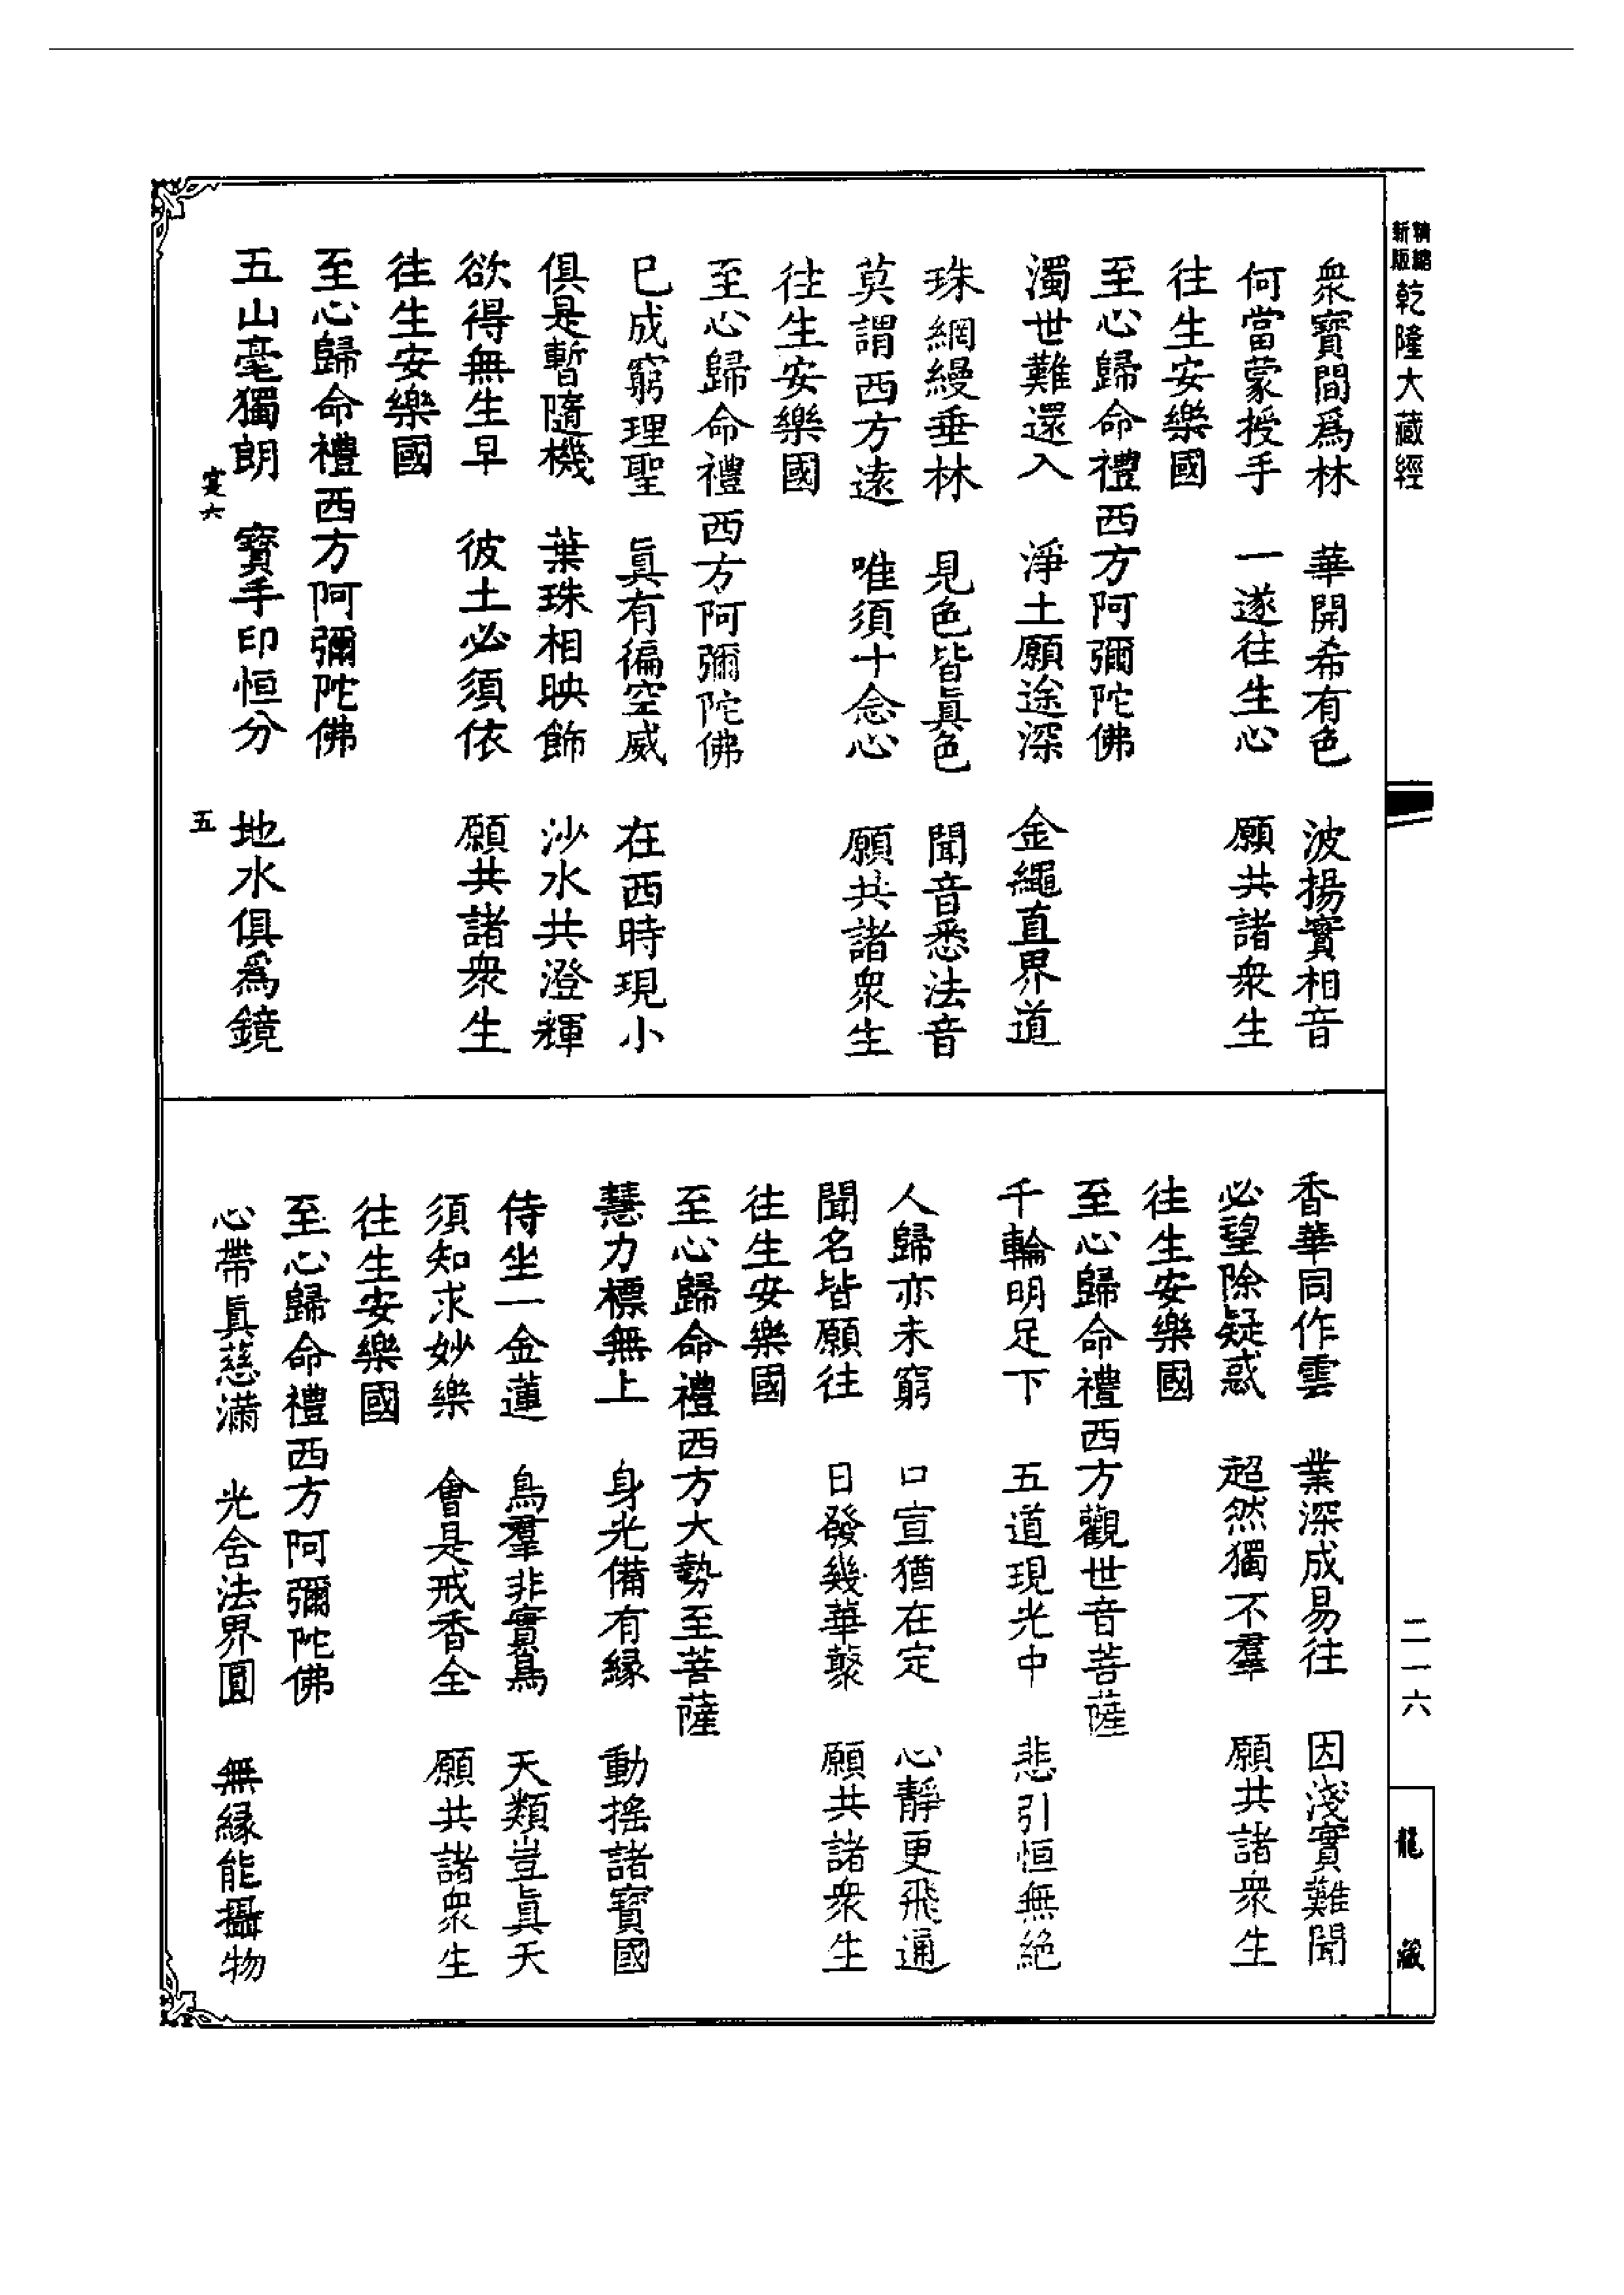 精縮新版乾隆大藏經
衆寶間爲林　華開希有色　波揚實相音
何當蒙授手　一遂往生心　願共諸衆生
往生安樂國
至心歸命禮西方阿彌陀佛
濁世難還入　淨土願途深　金繩直界道
珠網縵垂林　見色皆眞色　聞音悉法音
莫謂西方遠　唯須十念心　願共諸衆生
往生安樂國
至心歸命禮西方阿彌陀佛
巳成窮理聖　眞有徧空威　在西時現小
俱是暫隨機　葉珠相映飾　沙水共澄輝
欲得無生早　彼土必須依　願共諸衆生
往生安樂國
至心歸命禮西方阿彌陀佛
五山毫獨朗　寶手印恒分　地水俱爲鏡
六　五
香華同作雲　業深成易往　因淺實難聞
必望除疑惑　超然獨不羣　願共諸衆生
往生安樂國
至心歸命禮西方觀世音菩薩
千輪明足下　五道現光中　悲引恒無絕
人歸亦未窮　口宣猶在定　心靜更飛通
聞名皆願往　日發幾華聚　願共諸衆生
往生安樂國
至心歸命禮西方大勢至菩薩
慧力標無上　身光備有緣　動搖諸寶國
侍坐一金蓮　鳥羣非實鳥　天類豈眞天
須知求妙樂　會是戒香全　願共諸衆生
往生安樂國
至心歸命禮西方阿彌陀佛
心帶眞慈滿　光含法界圓　無緣能攝物
二一六
龍藏